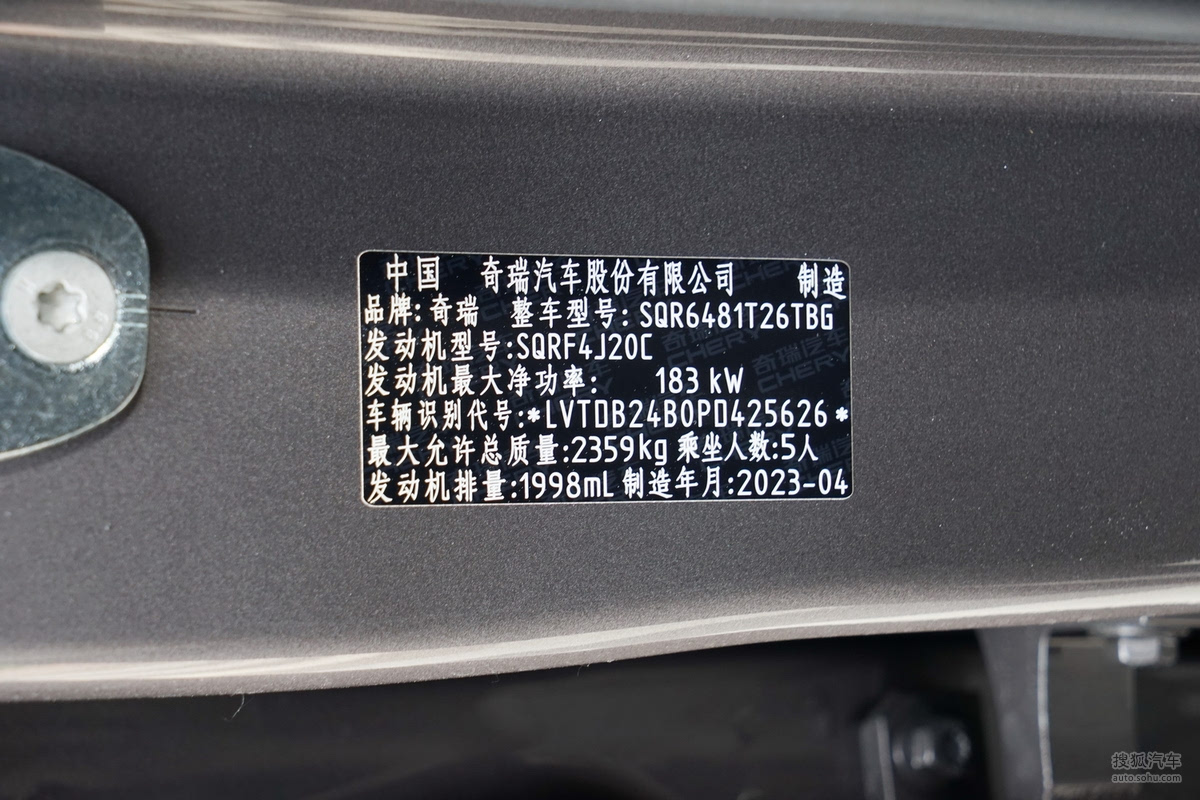 中国 奇瑞汽车股份有限公司 制造
品牌:奇瑞 整车型号:SQR6481T26TBG
发动机型号:SQRF4J20C
发动机最大净功率: 183 kW
车辆识别代号:*LVTDB24B0PD425626*
最大允许总质量:2359kg 乘坐人数:5人
发动机排量:1998mL 制造年月:2023-04
搜狐汽车
auto.sohu.com